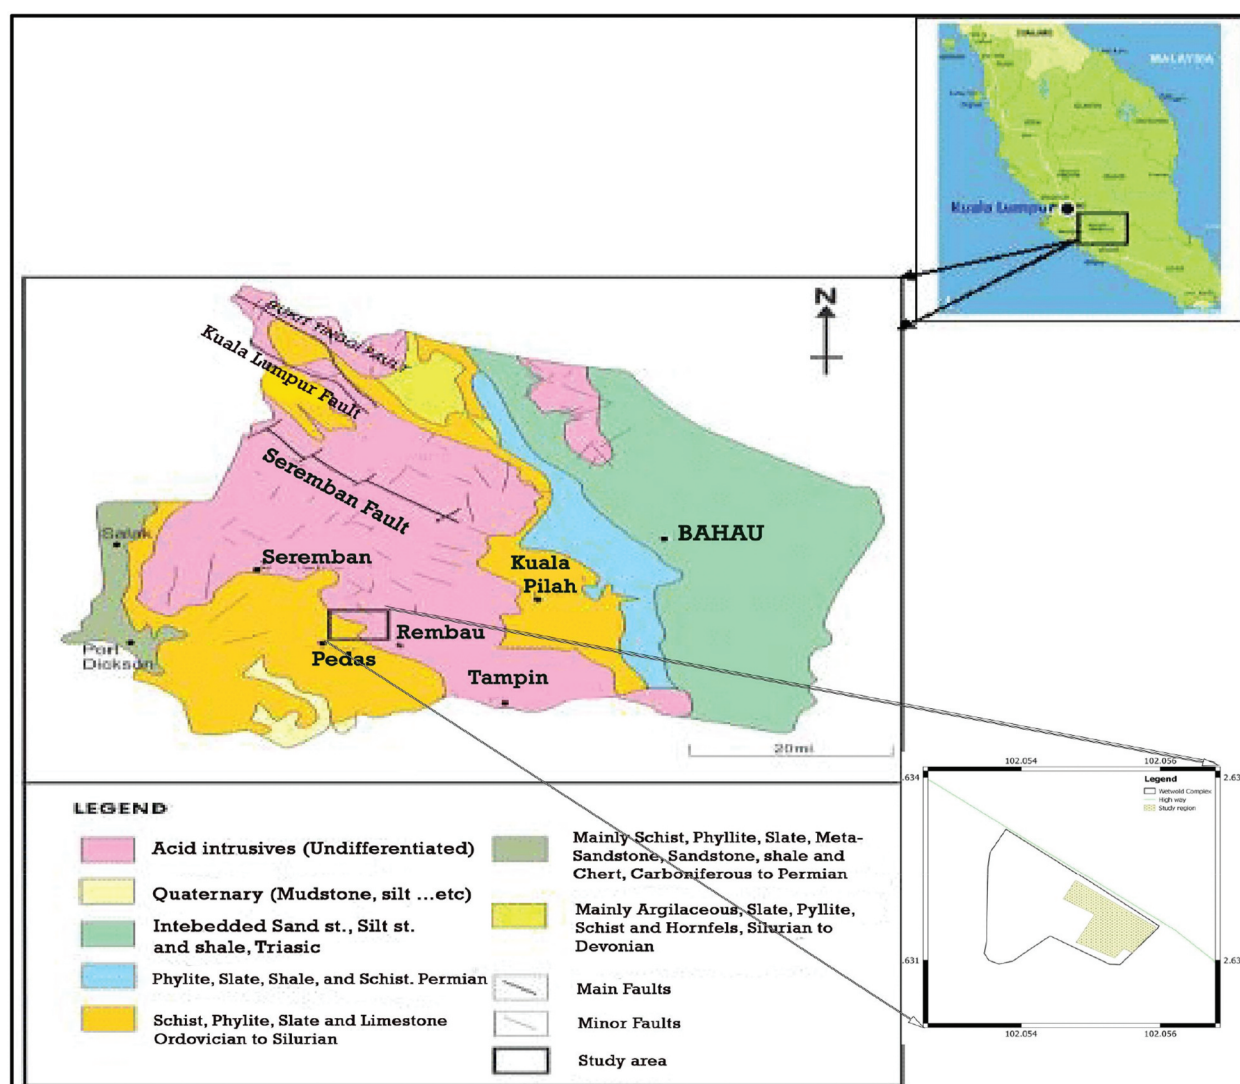 MALAYSIA
Kuala Lumpur
N
BUKIT TINGGI FAULT
Kuala Lumpur Fault
Seremban Fault
BAHAU
Salak
Seremban
Kuala
Pilah
Rembau
Port
Dickson
Pedas
Tampin
20mi
LEGEND
Acid intrusives (Undifferentiated)
Quaternary (Mudstone, silt ...etc)
Intebedded Sand st., Silt st.
and shale, Triasic
Phylite, Slate, Shale, and Schist. Permian
Schist, Phylite, Slate and Limestone
Ordovician to Silurian
Mainly Schist, Phyllite, Slate, Meta-
Sandstone, Sandstone, shale and
Chert, Carboniferous to Permian
Mainly Argilaceous, Slate, Pyllite,
Schist and Hornfels, Silurian to
Devonian
Main Faults
Minor Faults
Study area
102.054 102.056
.634 2.63
Legend
Wetwold Complex
High way
Study region
.631 2.63
102.054 102.056